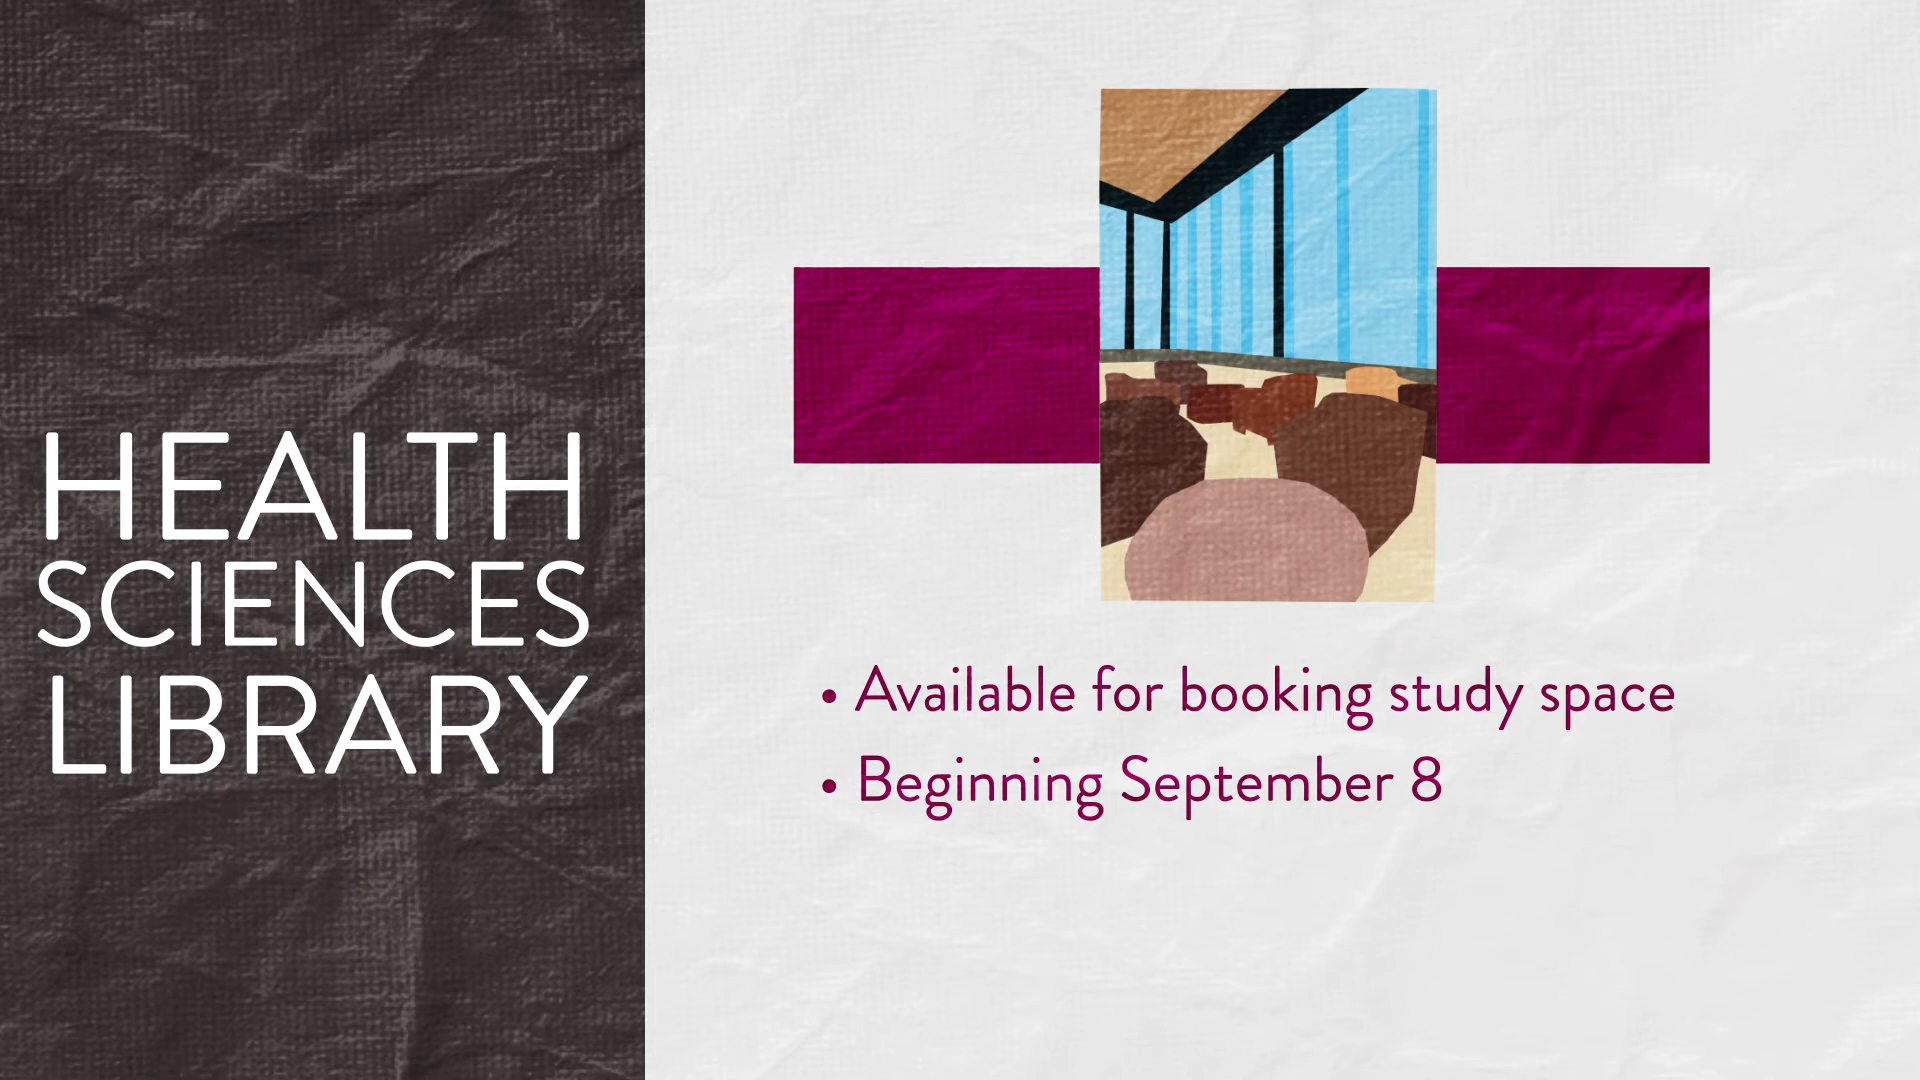 HEALTH
SCIENCES
LIBRARY
• Available for booking study space
• Beginning September 8